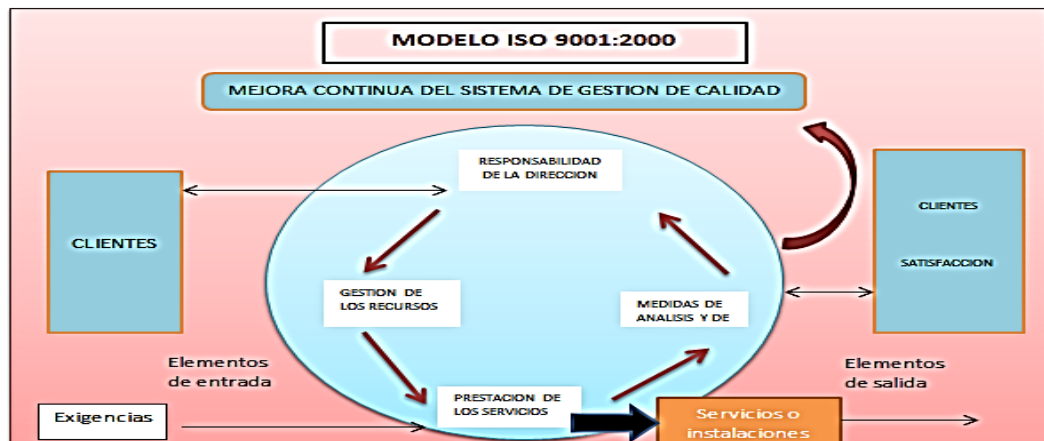 MODELO ISO 9001:2000
MEJORA CONTINUA DEL SISTEMA DE GESTION DE CALIDAD
RESPONSABILIDAD
DE LA DIRECCION
CLIENTES
CLIENTES
SATISFACCION
GESTION DE
LOS RECURSOS
MEDIDAS DE
ANALISIS Y DE
Elementos
de entrada
Elementos
de salida
PRESTACION DE
LOS SERVICIOS
Exigencias
Servicios o
instalaciones